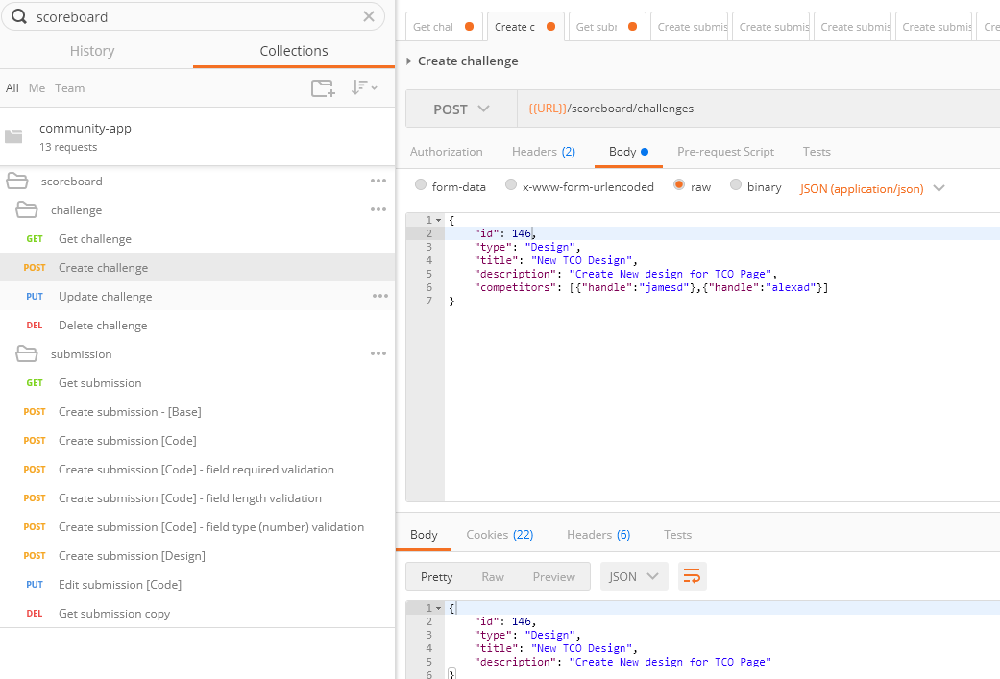 scoreboard
History Collections
All Me Team
community-app
13 requests
scoreboard
challenge
GET Get challenge
POST Create challenge
PUT Update challenge
DEL Delete challenge
submission
GET Get submission
POST Create submission - [Base]
POST Create submission [Code]
POST Create submission [Code] - field required validation
POST Create submission [Code] - field length validation
POST Create submission [Code] - field type (number) validation
POST Create submission [Design]
PUT Edit submission [Code]
DEL Get submission copy
Get chal Create c Get subr Create submis Create submis Create submis Create submis Cre
Create challenge
POST {{URL}}/scoreboard/challenges
Authorization Headers (2) Body Pre-request Script Tests
form-data x-www-form-urlencoded raw binary JSON (application/json)
1 {
2 "id": 146,
3 "type": "Design",
4 "title": "New TCO Design",
5 "description": "Create New design for TCO Page",
6 "competitors": [{"handle":"jamesd"},{"handle":"alexad"}]
7 }
Body Cookies (22) Headers (6) Tests
Pretty Raw Preview JSON
1 {
2 "id": 146,
3 "type": "Design",
4 "title": "New TCO Design",
5 "description": "Create New design for TCO Page"
6 }